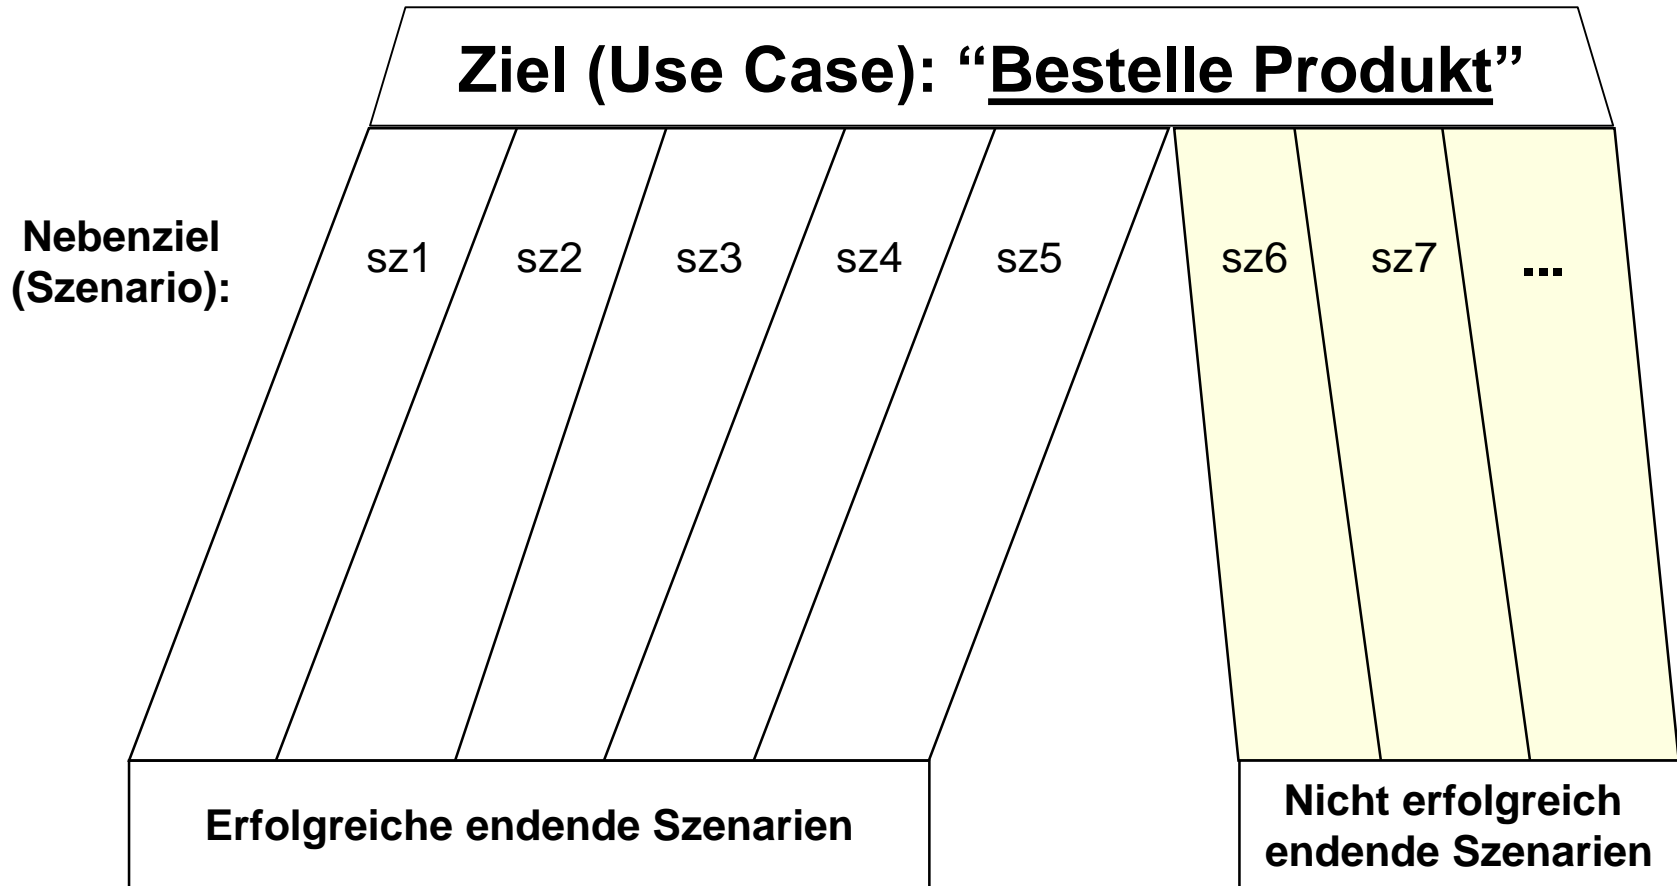 Ziel (Use Case): “Bestelle Produkt”
Nebenziel
(Szenario):
sz1 sz2 sz3 sz4 sz5 sz6 sz7 ...
Erfolgreiche endende Szenarien
Nicht erfolgreich
endende Szenarien